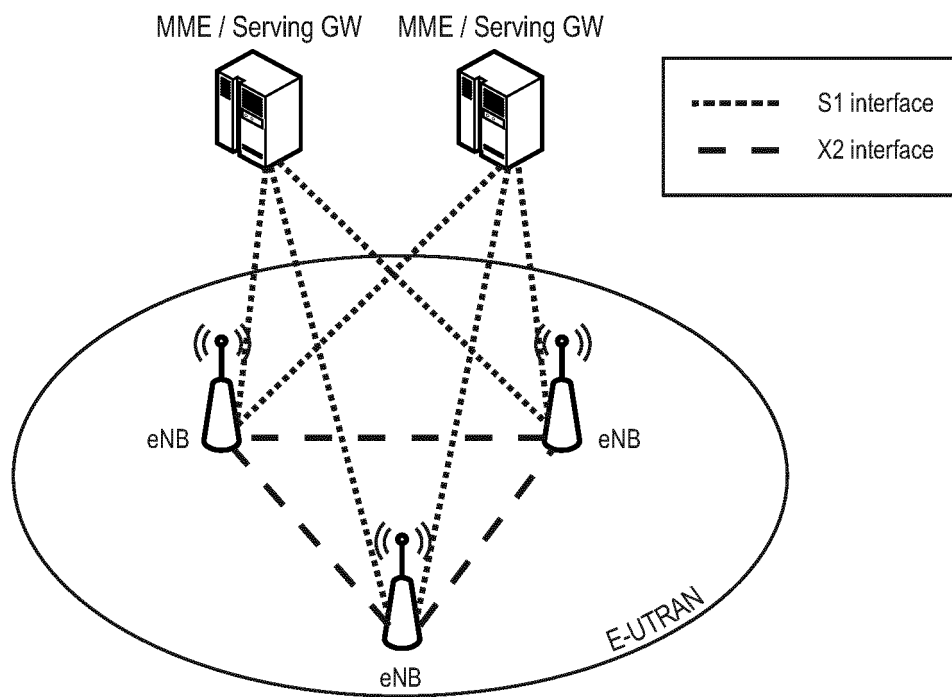 MME / Serving GW
MME / Serving GW
S1 interface
X2 interface
eNB
eNB
eNB
E-UTRAN